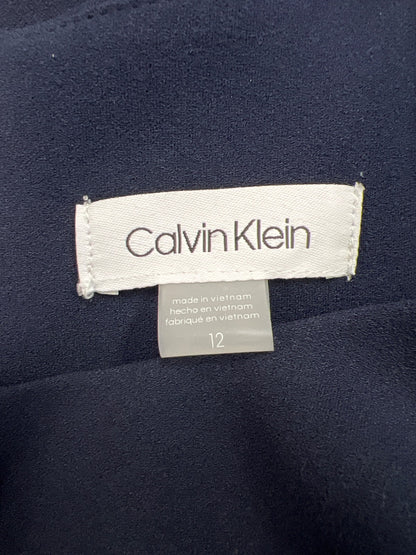 Calvin Klein
made in vietnam
hecho en vietnam
fabriqué en vietnam
12